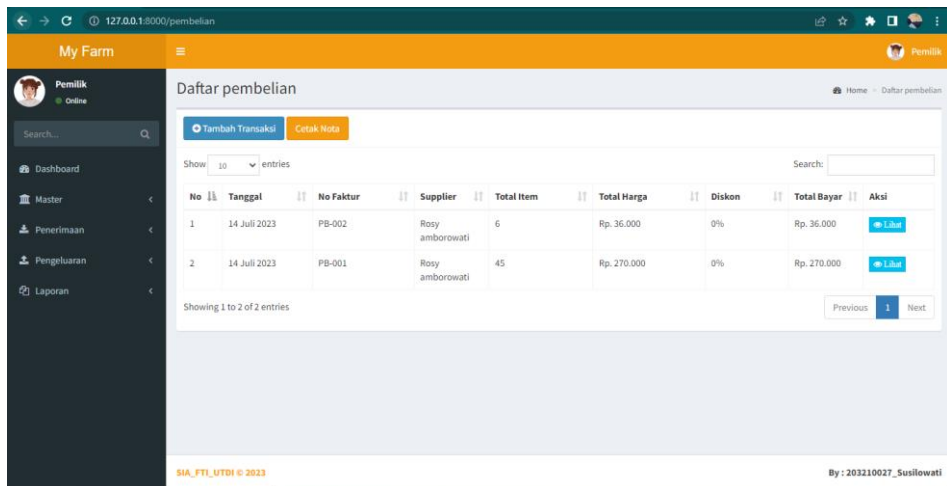 127.0.0.1:8000/pembelian
My Farm
Pemilik
Pemilik
Online
Daftar pembelian
Home > Daftar pembelian
Search...
Tambah Transaksi
Cetak Nota
Dashboard
Show 10 entries
Search:
Master
No Tanggal No Faktur Supplier Total Item Total Harga Diskon Total Bayar Aksi
Penerimaan
1 14 Juli 2023 PB-002 Rosy amborowati 6 Rp. 36.000 0% Rp. 36.000 Lihat
Pengeluaran
2 14 Juli 2023 PB-001 Rosy amborowati 45 Rp. 270.000 0% Rp. 270.000 Lihat
Laporan
Showing 1 to 2 of 2 entries
Previous 1 Next
SIA_FTI_UTDI © 2023
By : 203210027_Susilowati